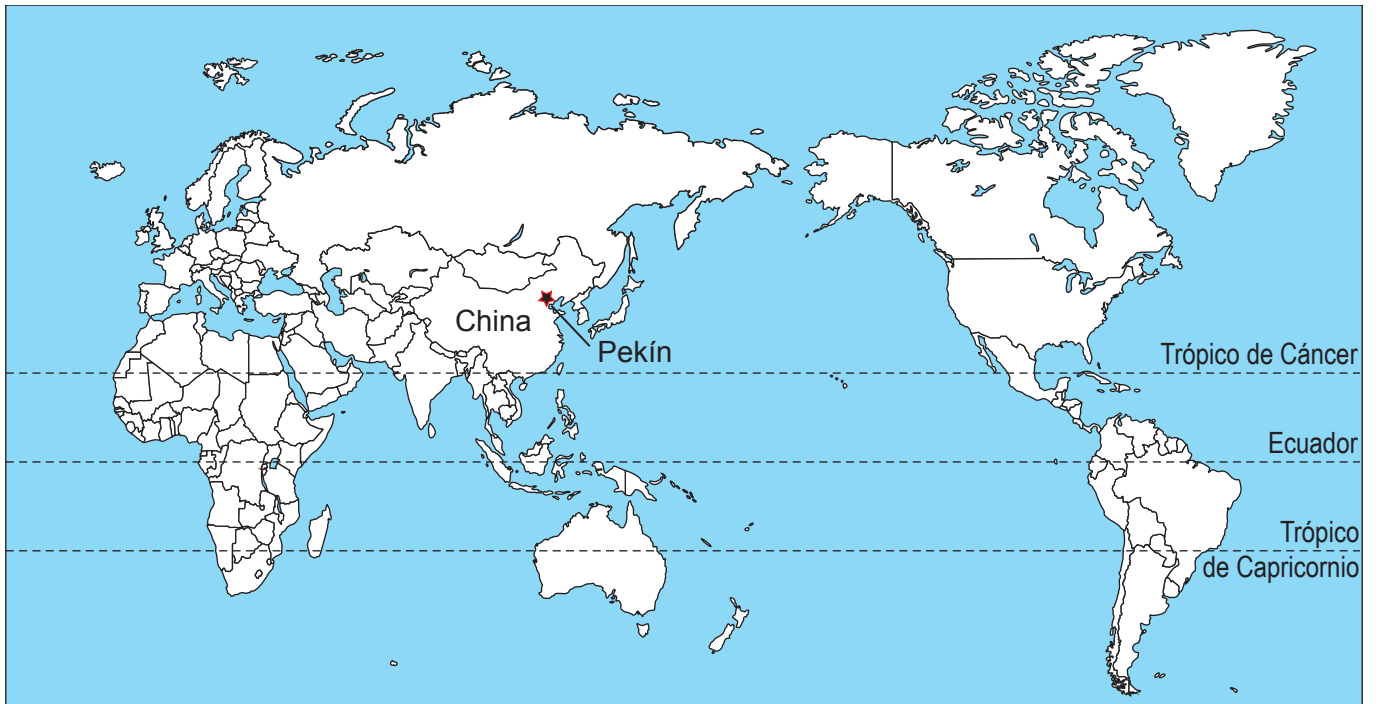 China
Pekín
Trópico de Cáncer
Ecuador
Trópico
de Capricornio